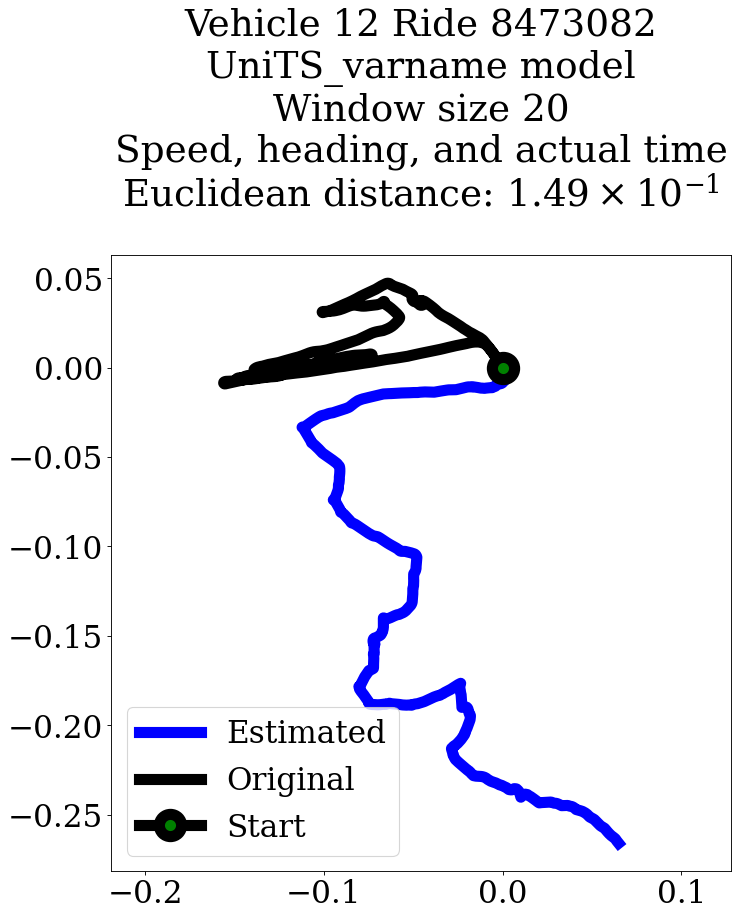 Vehicle 12 Ride 8473082
UniTS_varname model
Window size 20
Speed, heading, and actual time
Euclidean distance: 1.49 × 10⁻¹
0.05
0.00
−0.05
−0.10
−0.15
−0.20
−0.25
Estimated
Original
Start
−0.2
−0.1
0.0
0.1